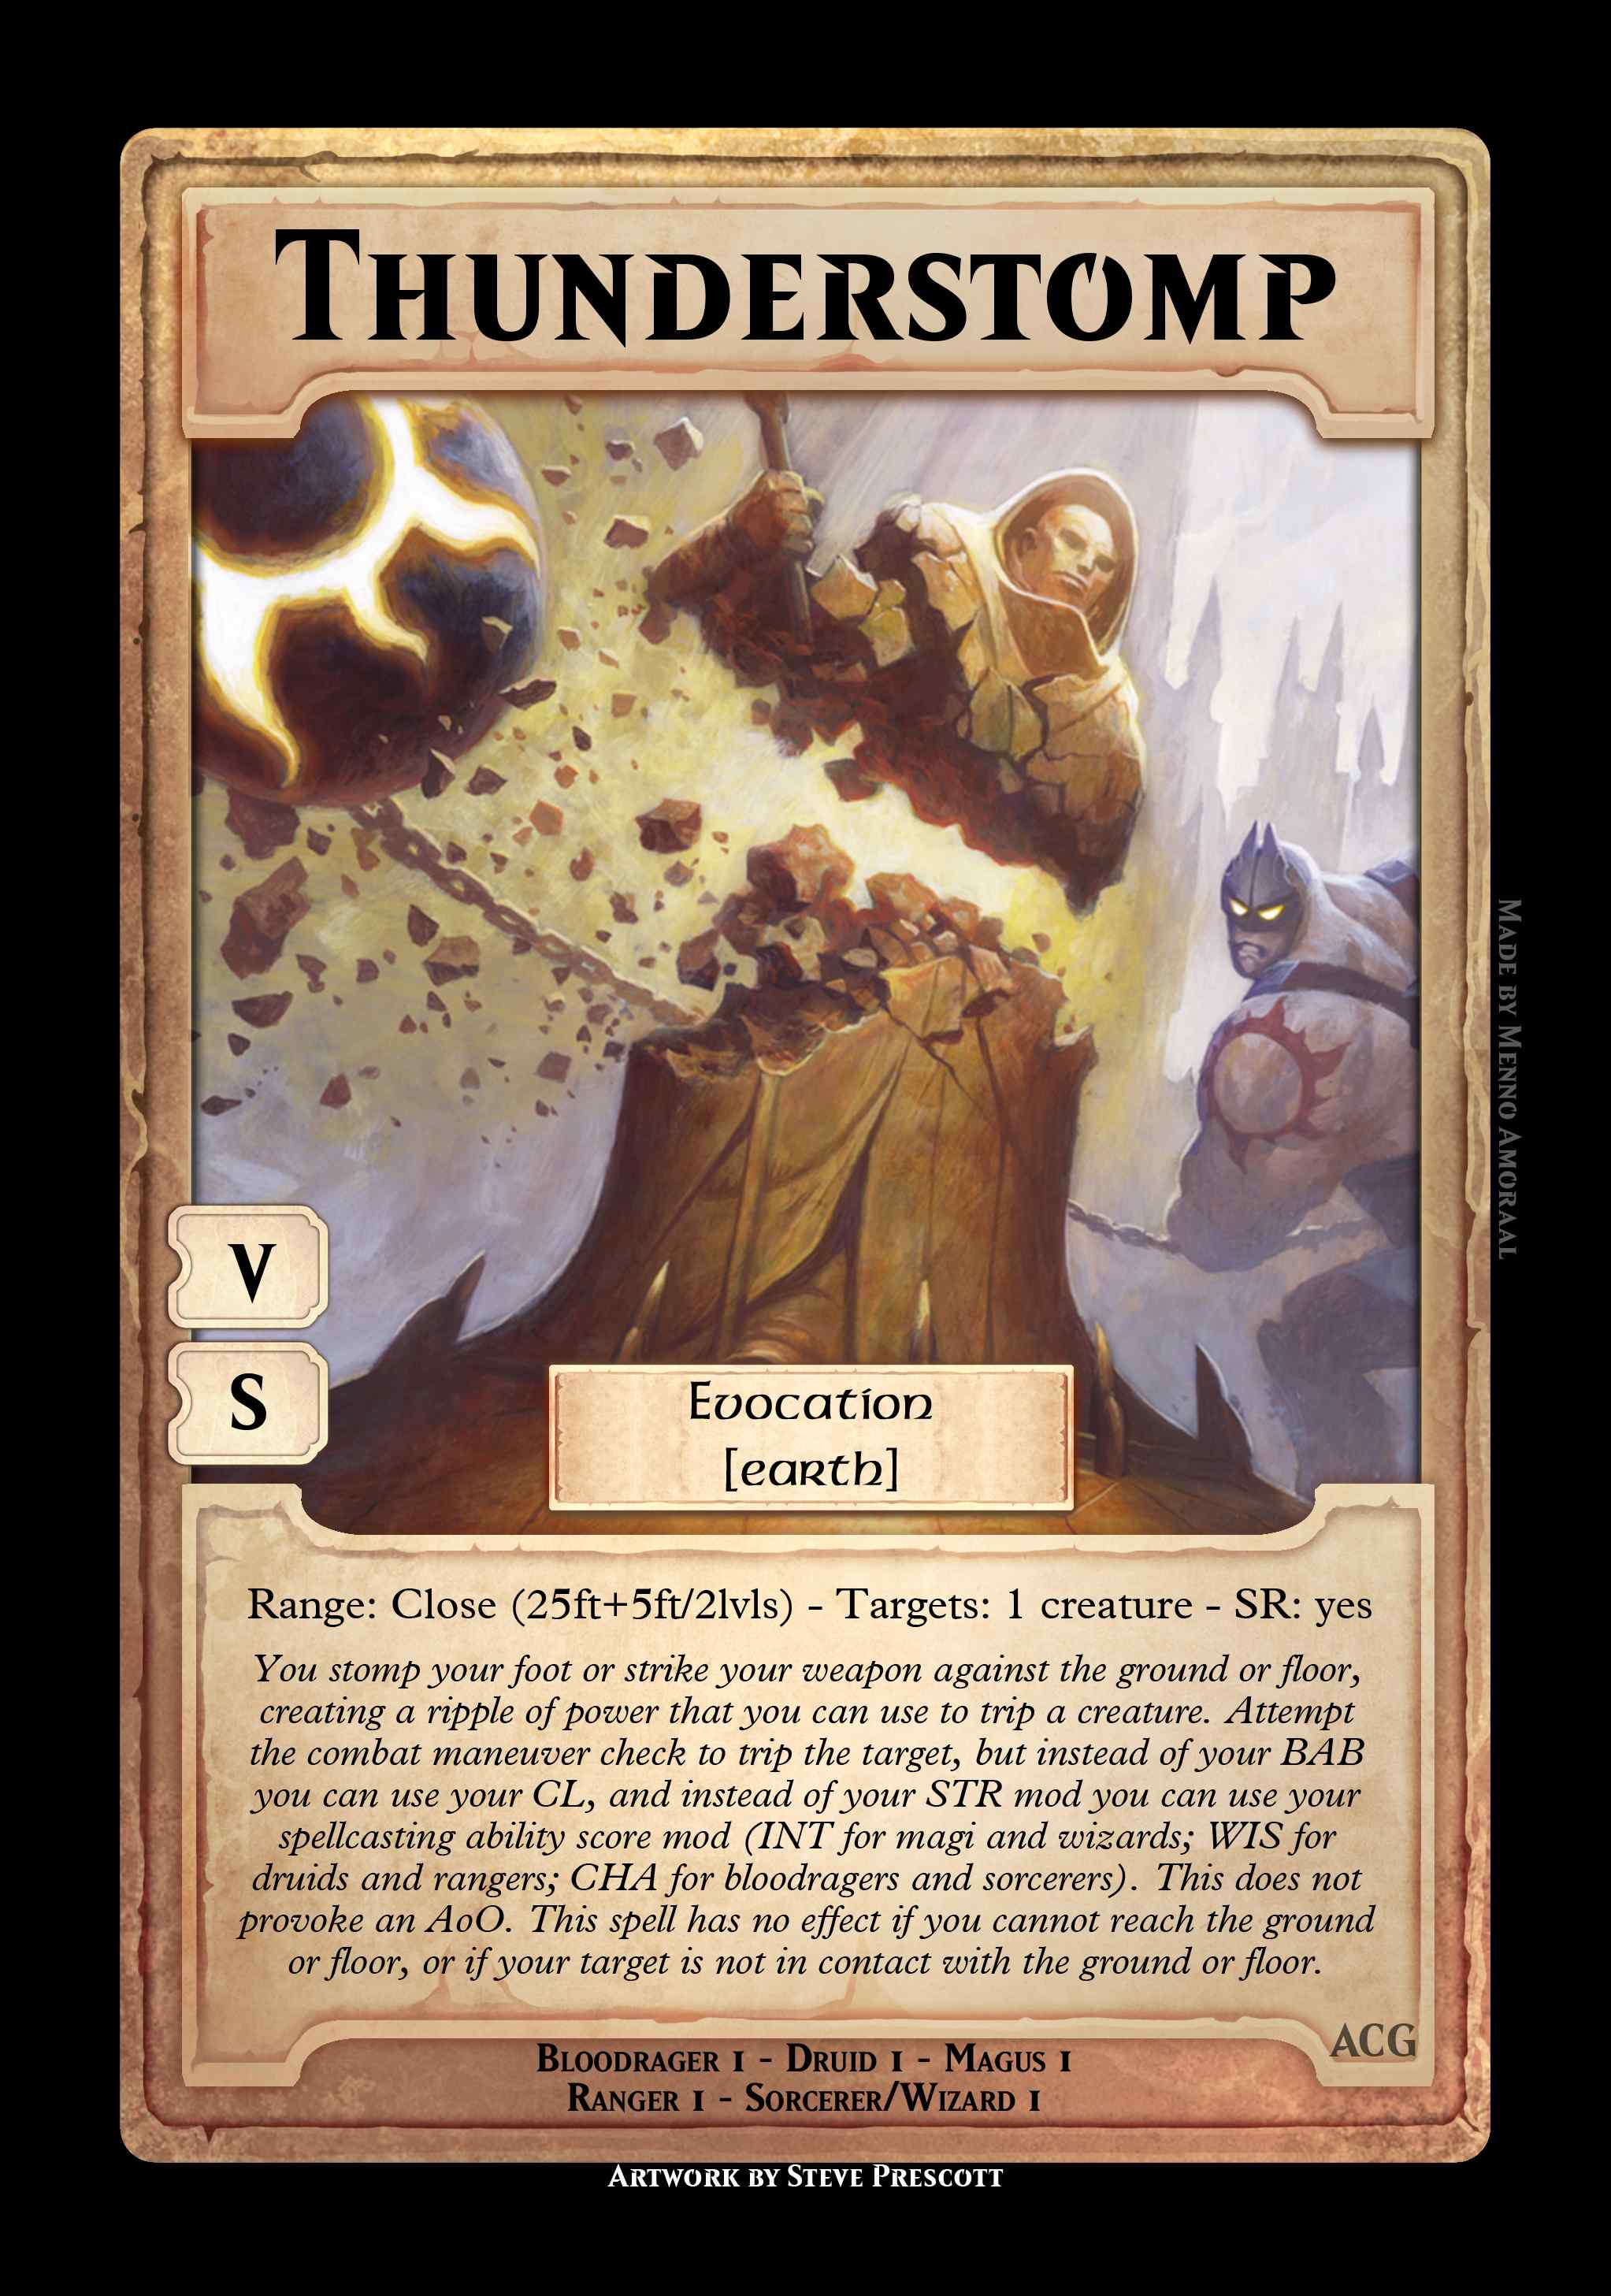 Thunderstomp
V
S
Evocation
[earth]
Range: Close (25ft+5ft/2lvls) - Targets: 1 creature - SR: yes
You stomp your foot or strike your weapon against the ground or floor,
creating a ripple of power that you can use to trip a creature. Attempt
the combat maneuver check to trip the target, but instead of your BAB
you can use your CL, and instead of your STR mod you can use your
spellcasting ability score mod (INT for magi and wizards; WIS for
druids and rangers; CHA for bloodragers and sorcerers). This does not
provoke an AoO. This spell has no effect if you cannot reach the ground
or floor, or if your target is not in contact with the ground or floor.
ACG
Bloodrager 1 - Druid 1 - Magus 1
Ranger 1 - Sorcerer/Wizard 1
Artwork by Steve Prescott
Made by Menno Amoraal